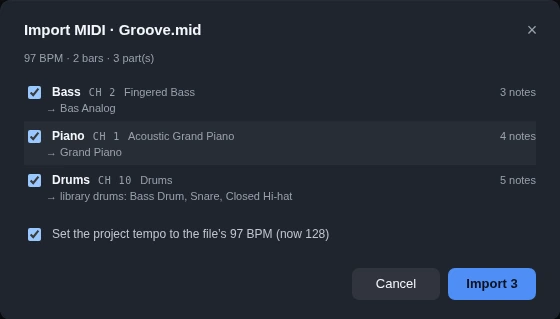 Import MIDI · Groove.mid
×
97 BPM · 2 bars · 3 part(s)
Bass CH 2 Fingered Bass 3 notes
→ Bas Analog
Piano CH 1 Acoustic Grand Piano 4 notes
→ Grand Piano
Drums CH 10 Drums 5 notes
→ library drums: Bass Drum, Snare, Closed Hi-hat
Set the project tempo to the file's 97 BPM (now 128)
Cancel Import 3